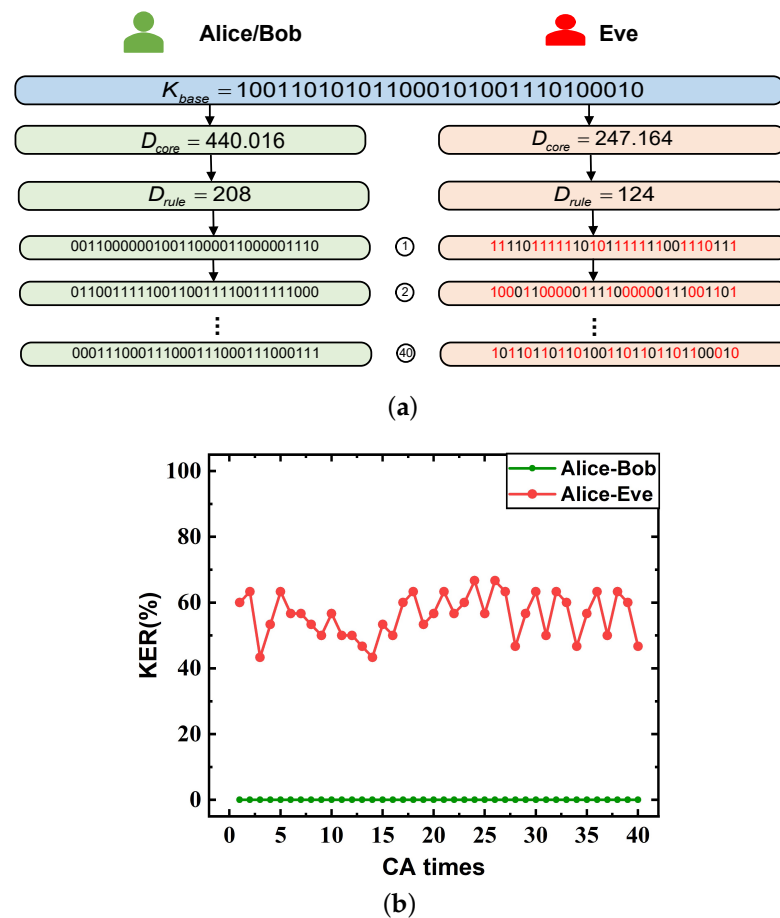 Alice/Bob Eve
K_base = 100110101011000101001110100010
D_core = 440.016 D_core = 247.164
D_rule = 208 D_rule = 124
001100000010011000011000001110 1 111101111110101111111001110111
011001111100110011110011111000 2 100011000001111000000111001101
⋮ ⋮
000111000111000111000111000111 40 101101101101001101101101100010
(a)
Alice-Bob
Alice-Eve
KER(%)
100
80
60
40
20
0
0 5 10 15 20 25 30 35 40
CA times
(b)